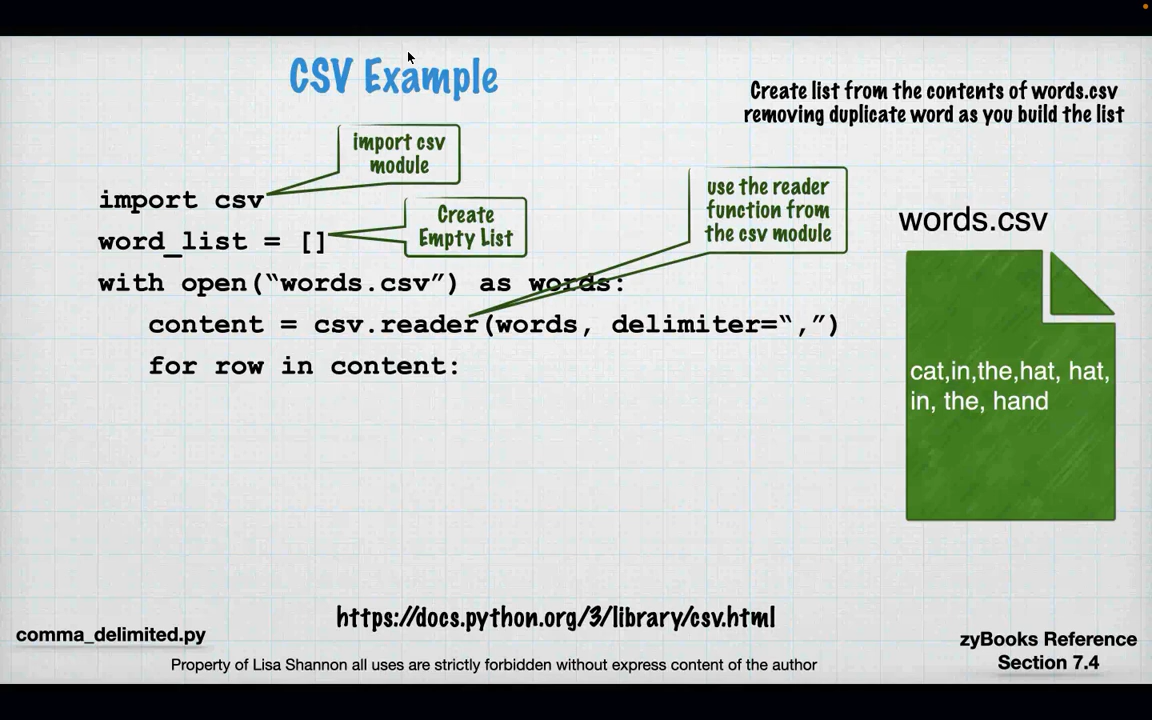 CSV Example
Create list from the contents of words.csv
removing duplicate word as you build the list
import csv
module
import csv
Create
Empty List
word_list = []
use the reader
function from
the csv module
with open(“words.csv”) as words:
content = csv.reader(words, delimiter=“,”)
for row in content:
words.csv
cat,in,the,hat, hat,
in, the, hand
https://docs.python.org/3/library/csv.html
comma_delimited.py
Property of Lisa Shannon all uses are strictly forbidden without express content of the author
zyBooks Reference
Section 7.4